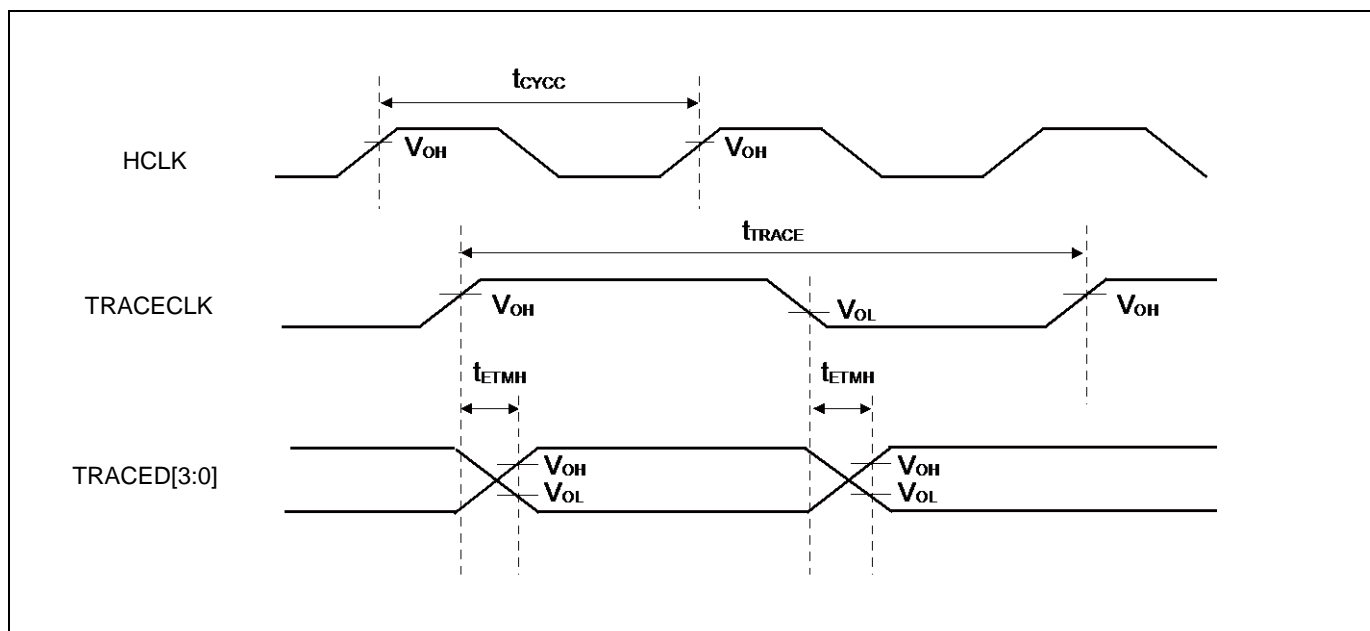 tCYCC
HCLK
VOH
VOH
tTRACE
TRACECLK
VOH
VOL
VOH
tETMH
tETMH
TRACED[3:0]
VOH
VOH
VOL
VOL